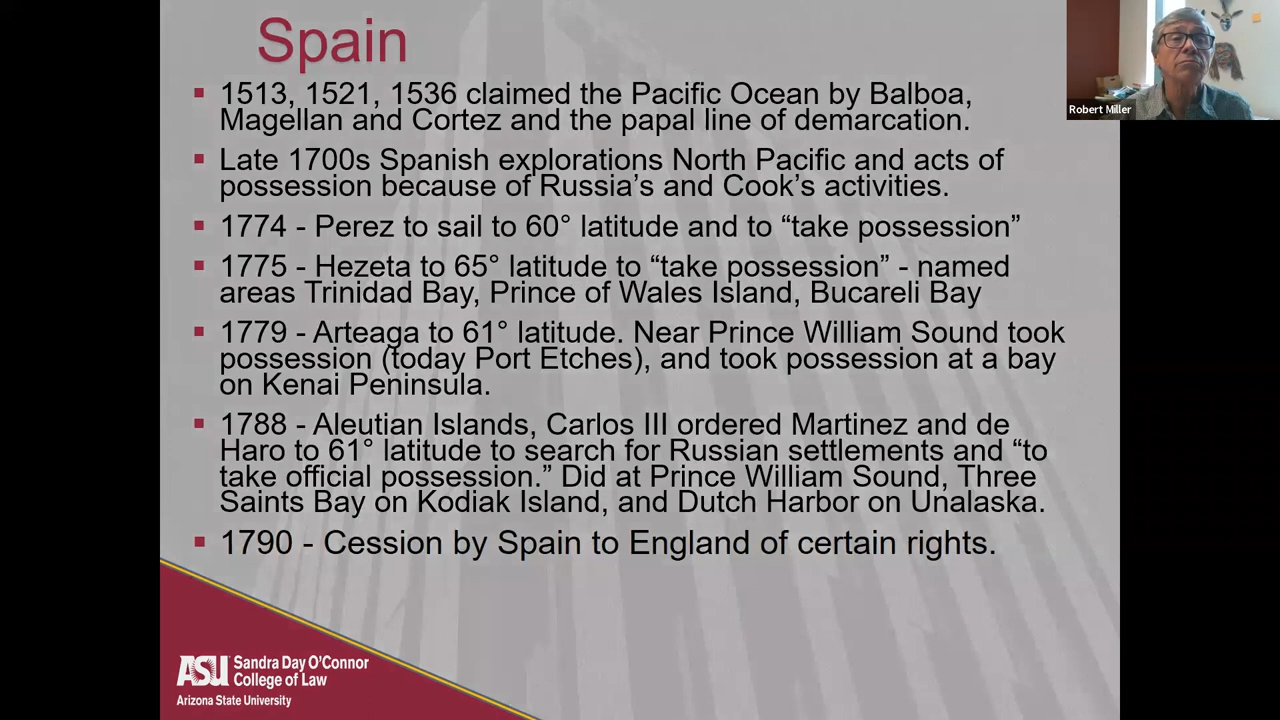 Spain
▪ 1513, 1521, 1536 claimed the Pacific Ocean by Balboa,
Magellan and Cortez and the papal line of demarcation.
▪ Late 1700s Spanish explorations North Pacific and acts of
possession because of Russia’s and Cook’s activities.
▪ 1774 - Perez to sail to 60° latitude and to “take possession”
▪ 1775 - Hezeta to 65° latitude to “take possession” - named
areas Trinidad Bay, Prince of Wales Island, Bucareli Bay
▪ 1779 - Arteaga to 61° latitude. Near Prince William Sound took
possession (today Port Etches), and took possession at a bay
on Kenai Peninsula.
▪ 1788 - Aleutian Islands, Carlos III ordered Martinez and de
Haro to 61° latitude to search for Russian settlements and “to
take official possession.” Did at Prince William Sound, Three
Saints Bay on Kodiak Island, and Dutch Harbor on Unalaska.
▪ 1790 - Cession by Spain to England of certain rights.
ASU Sandra Day O’Connor
College of Law
Arizona State University
Robert Miller